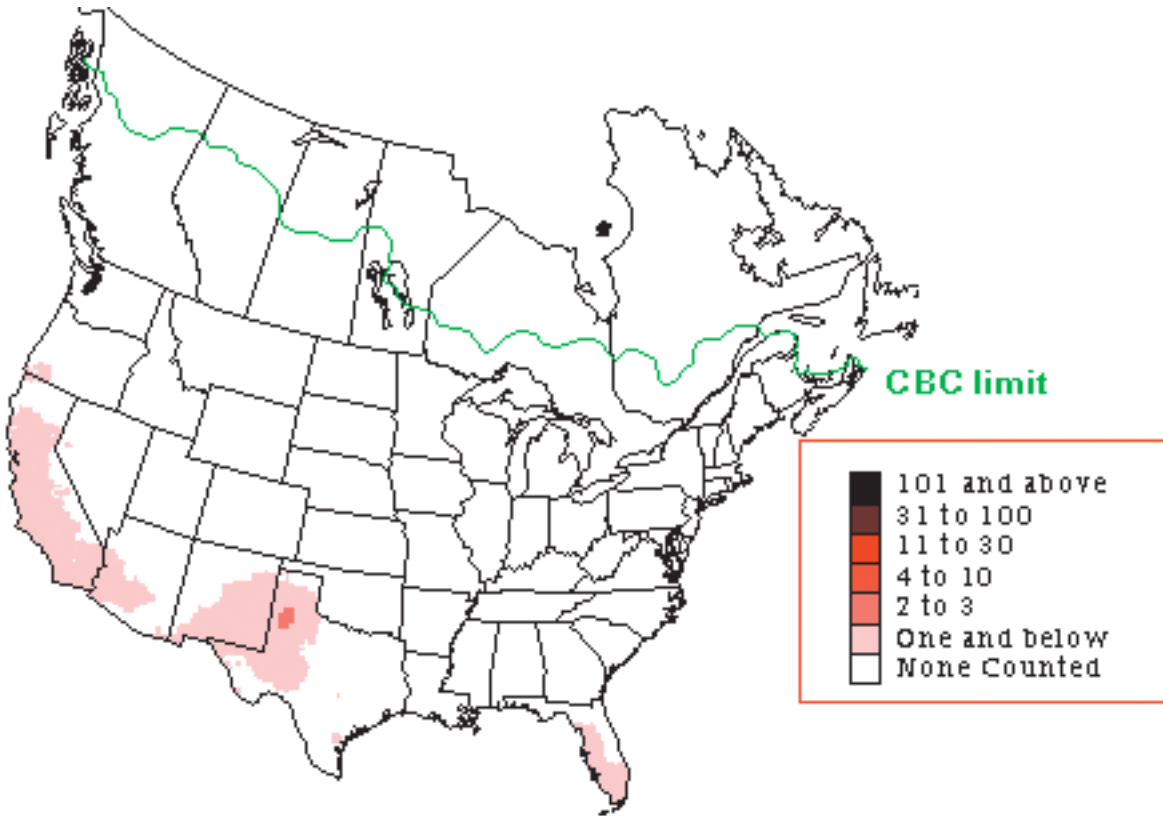 CBC limit
101 and above
31 to 100
11 to 30
4 to 10
2 to 3
One and below
None Counted